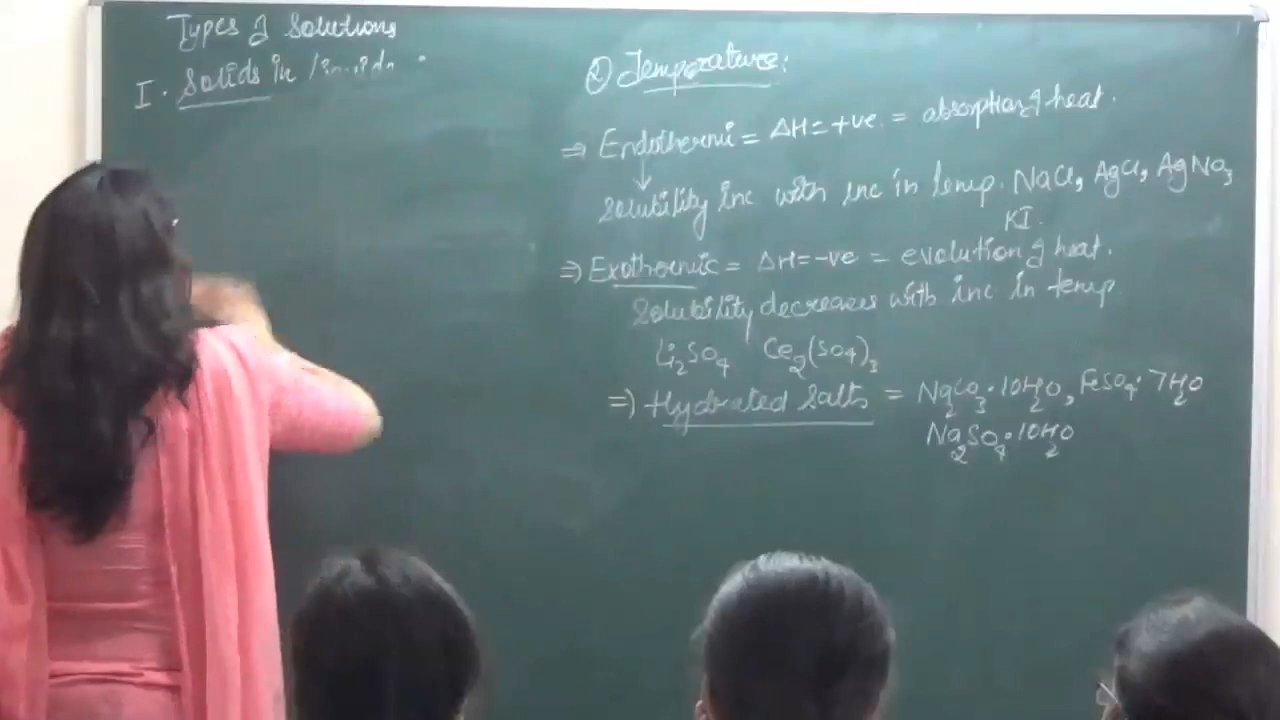 Types of Solutions
I. Solids in liquids
② Temperature:
⇒ Endothermic = ΔH=+ve = absorption of heat.
↓
Solubility inc with inc in temp. NaCl, AgCl, AgNO₃
KI.
⇒ Exothermic = ΔH=-ve = evolution of heat.
Solubility decreases with inc in temp.
Li₂SO₄ Ce₂(SO₄)₃
⇒) Hydrated Salts = Na₂CO₃·10H₂O, FeSO₄·7H₂O
Na₂SO₄·10H₂O